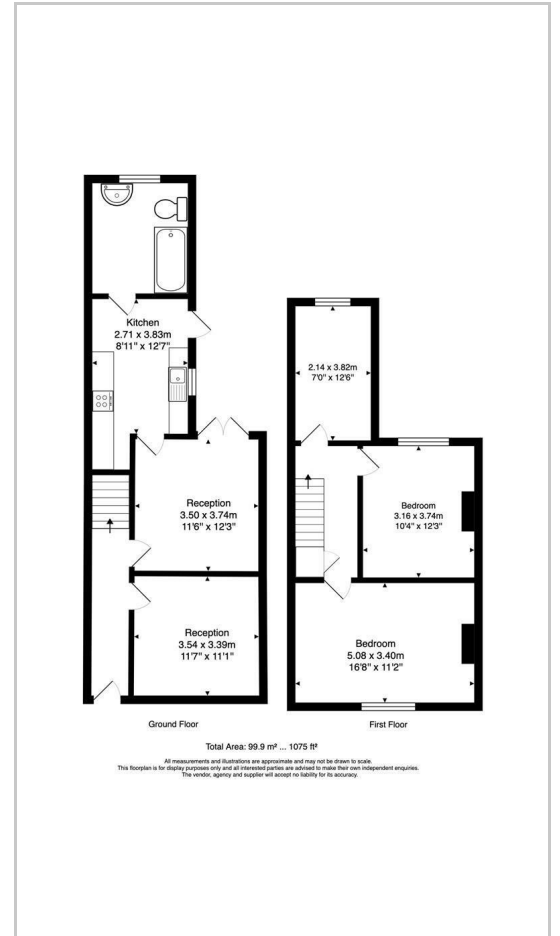 Kitchen
2.71 x 3.83m
8'11" x 12'7"
Reception
3.50 x 3.74m
11'6" x 12'3"
Reception
3.54 x 3.39m
11'7" x 11'1"
Ground Floor
2.14 x 3.82m
7'0" x 12'6"
Bedroom
3.16 x 3.74m
10'4" x 12'3"
Bedroom
5.08 x 3.40m
16'8" x 11'2"
First Floor
Total Area: 99.9 m² ... 1075 ft²
All measurements and illustrations are approximate and may not be drawn to scale.
This floorplan is for display purposes only and all interested parties are advised to make their own independent enquiries.
The vendor, agency and supplier will accept no liability for its accuracy.